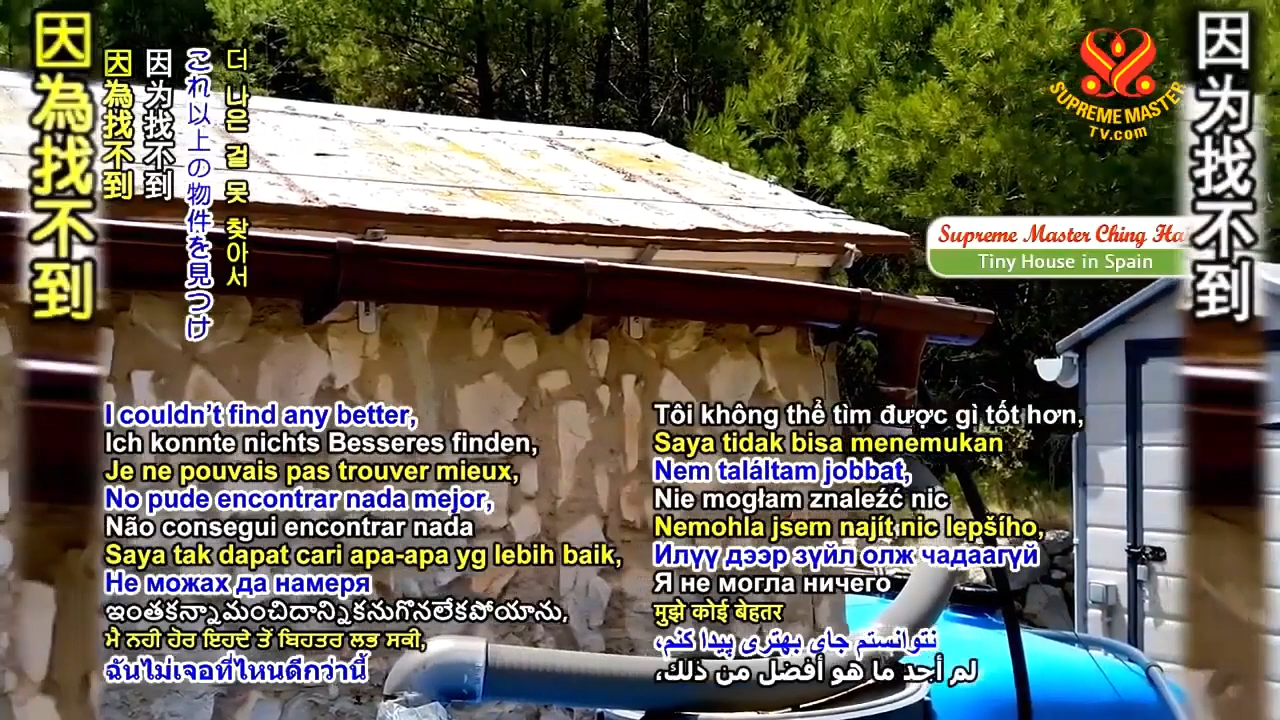 因為找不到
因為找不到
因为找不到
これ以上の物件を見つけ
더 나은 걸 못 찾아서
因为找不到
SUPREME MASTER
TV.com
Supreme Master Ching Ha
Tiny House in Spain
I couldn’t find any better,
Ich konnte nichts Besseres finden,
Je ne pouvais pas trouver mieux,
No pude encontrar nada mejor,
Não consegui encontrar nada
Saya tak dapat cari apa-apa yg lebih baik,
Не можах да намеря
ఇంతకన్నామంచిదాన్నికనుగొనలేకపోయాను,
ਮੈ ਨਹੀ ਹੋਰ ਇਹਦੇ ਤੋਂ ਬਿਹਤਰ ਲਭ ਸਕੀ,
ฉันไม่เจอที่ไหนดีกว่านี้
Tôi không thể tìm được gì tốt hơn,
Saya tidak bisa menemukan
Nem találtam jobbat,
Nie mogłam znaleźć nic
Nemohla jsem najít nic lepšího,
Илүү дээр зүйл олж чадаагүй
Я не могла ничего
मुझे कोई बेहतर
نتوانستم جای بهتری پیدا کنم،
لم أجد ما هو أفضل من ذلك،